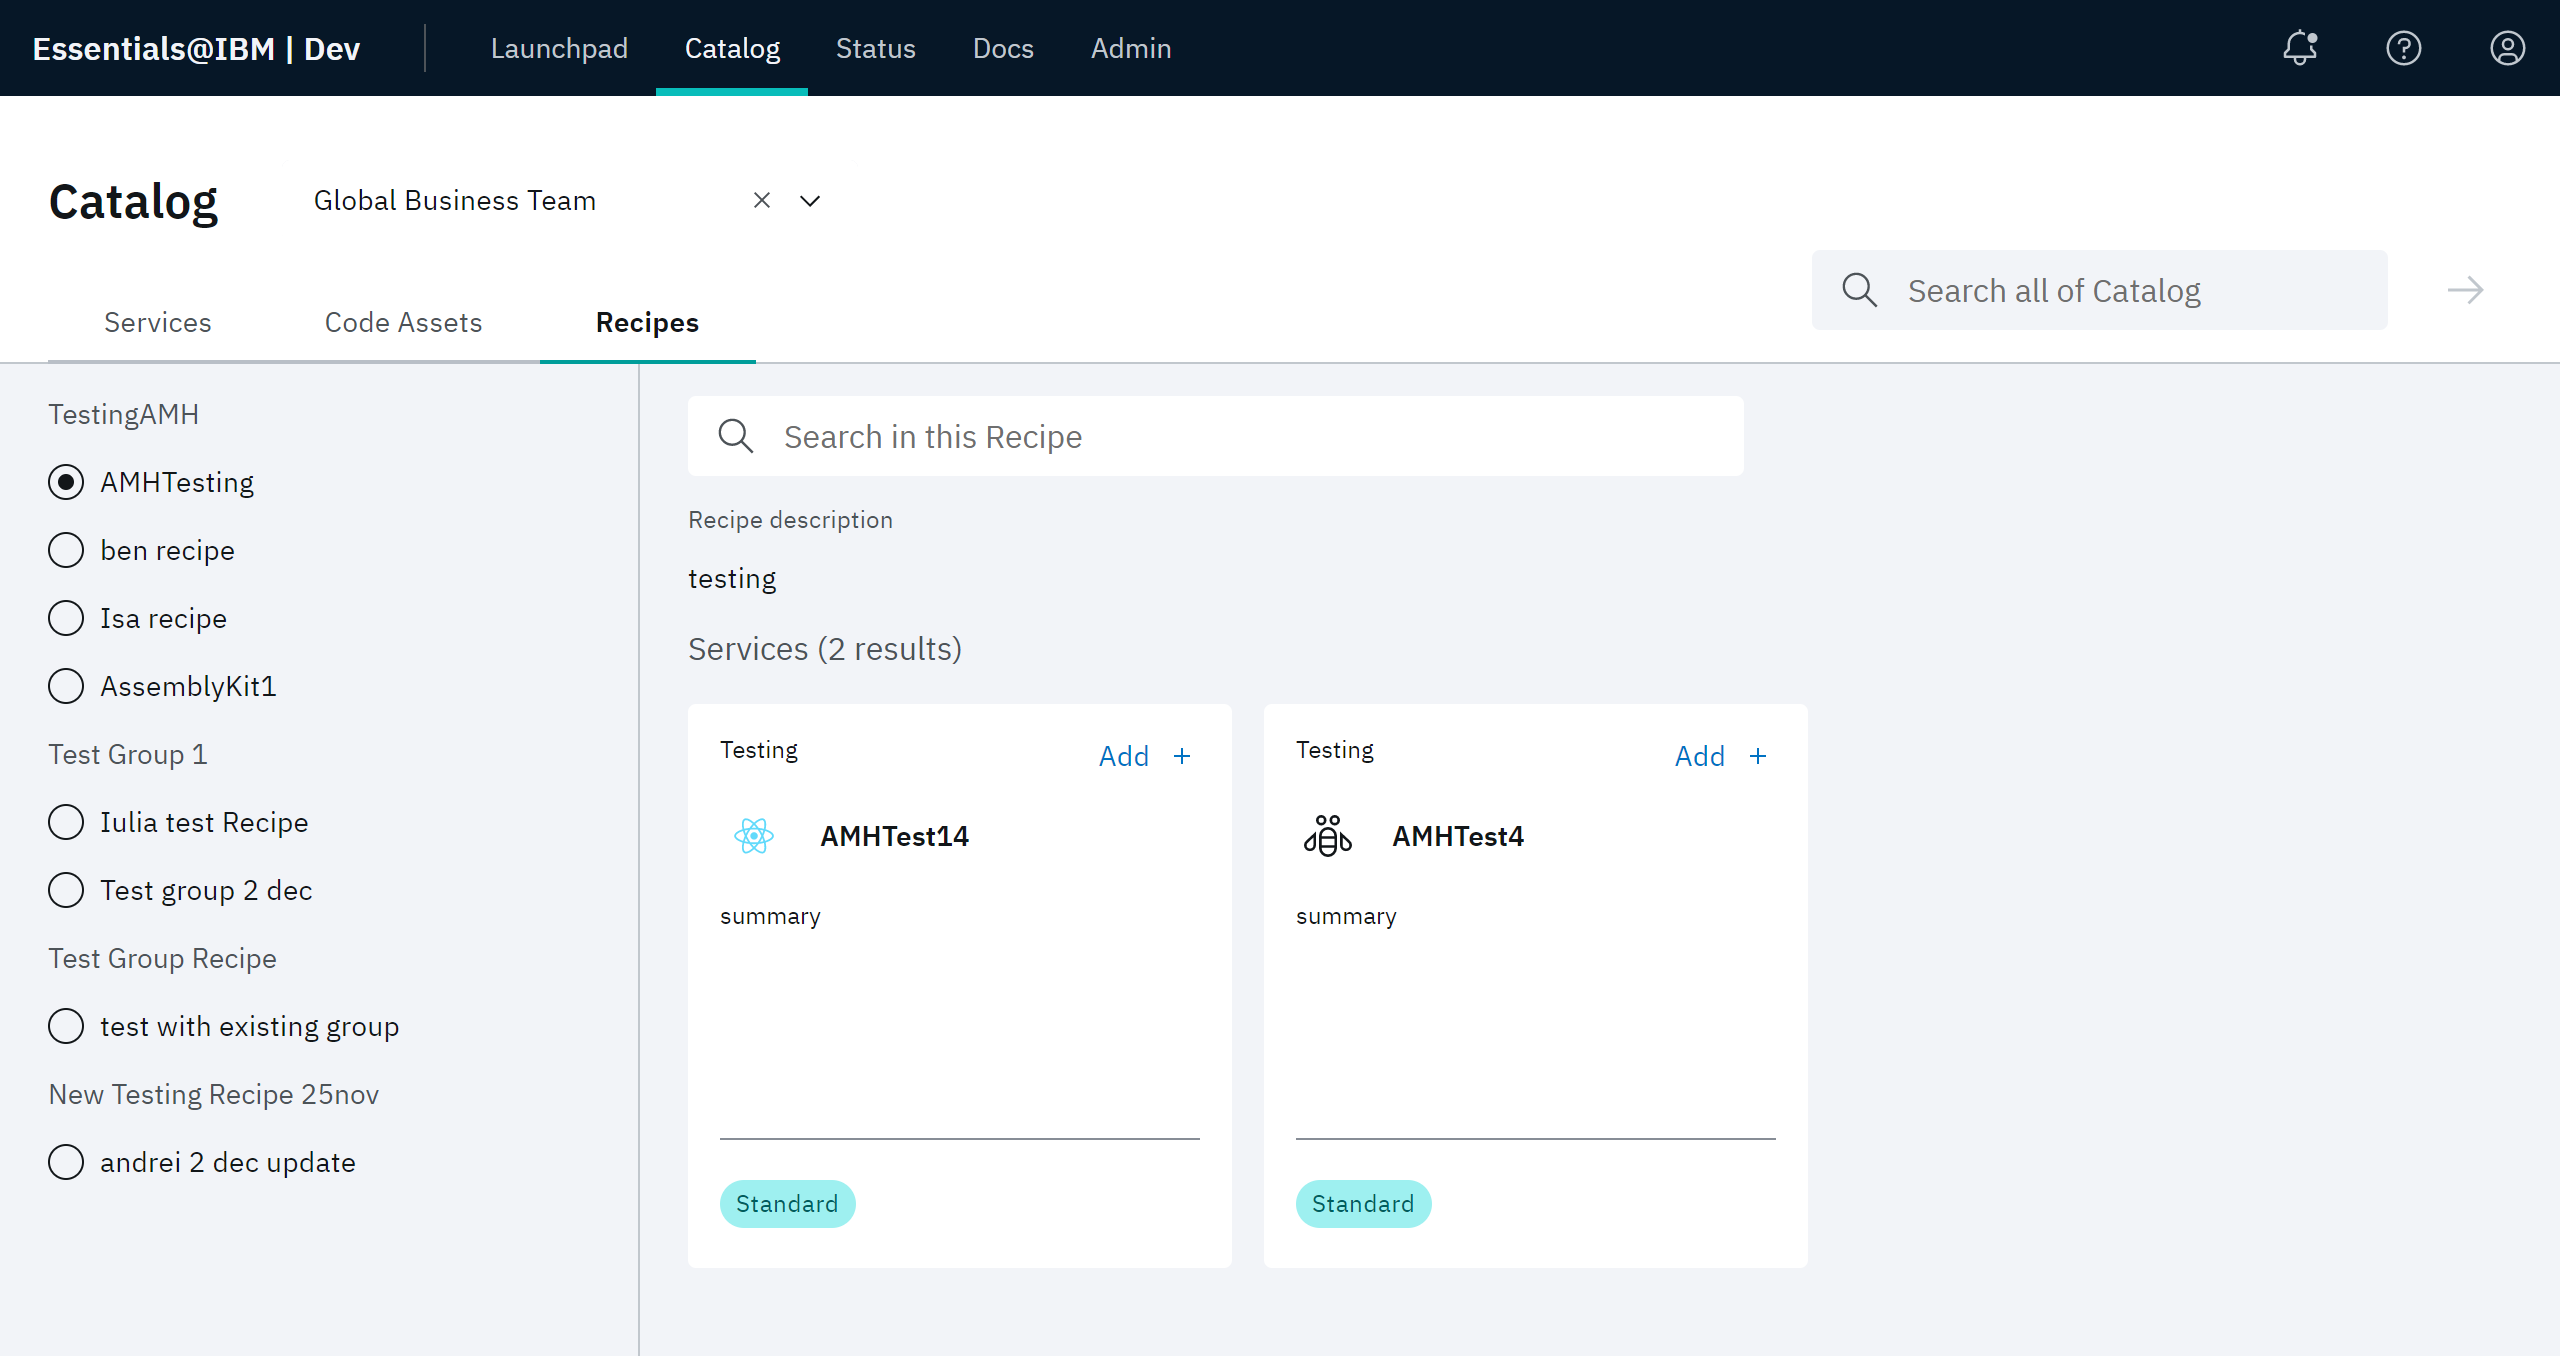 Essentials@IBM | Dev
Launchpad
Catalog
Status
Docs
Admin
Catalog
Global Business Team
Services
Code Assets
Recipes
Search all of Catalog
TestingAMH
AMHTesting
ben recipe
Isa recipe
AssemblyKit1
Test Group 1
Iulia test Recipe
Test group 2 dec
Test Group Recipe
test with existing group
New Testing Recipe 25nov
andrei 2 dec update
Search in this Recipe
Recipe description
testing
Services (2 results)
Testing
Add +
AMHTest14
summary
Standard
Testing
Add +
AMHTest4
summary
Standard